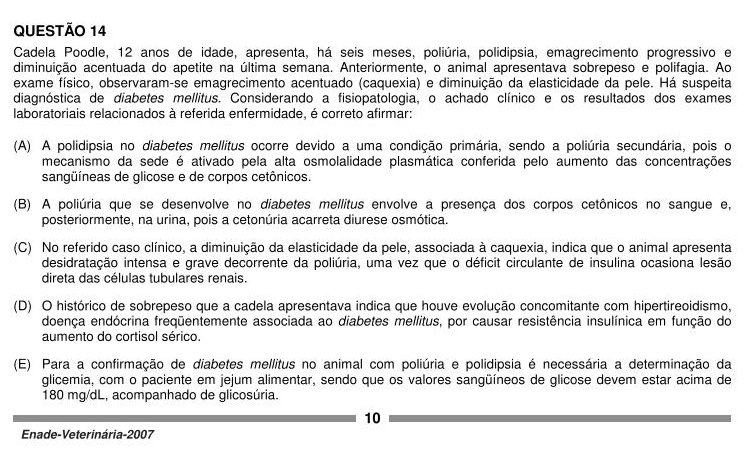 QUESTÃO 14
Cadela Poodle, 12 anos de idade, apresenta, há seis meses, poliúria, polidipsia, emagrecimento progressivo e
diminuição acentuada do apetite na última semana. Anteriormente, o animal apresentava sobrepeso e polifagia. Ao
exame físico, observaram-se emagrecimento acentuado (caquexia) e diminuição da elasticidade da pele. Há suspeita
diagnóstica de diabetes mellitus. Considerando a fisiopatologia, o achado clínico e os resultados dos exames
laboratoriais relacionados à referida enfermidade, é correto afirmar:
(A) A polidipsia no diabetes mellitus ocorre devido a uma condição primária, sendo a poliúria secundária, pois o
mecanismo da sede é ativado pela alta osmolalidade plasmática conferida pelo aumento das concentrações
sangüíneas de glicose e de corpos cetônicos.
(B) A poliúria que se desenvolve no diabetes mellitus envolve a presença dos corpos cetônicos no sangue e,
posteriormente, na urina, pois a cetonúria acarreta diurese osmótica.
(C) No referido caso clínico, a diminuição da elasticidade da pele, associada à caquexia, indica que o animal apresenta
desidratação intensa e grave decorrente da poliúria, uma vez que o déficit circulante de insulina ocasiona lesão
direta das células tubulares renais.
(D) O histórico de sobrepeso que a cadela apresentava indica que houve evolução concomitante com hipertireoidismo,
doença endócrina freqüentemente associada ao diabetes mellitus, por causar resistência insulínica em função do
aumento do cortisol sérico.
(E) Para a confirmação de diabetes mellitus no animal com poliúria e polidipsia é necessária a determinação da
glicemia, com o paciente em jejum alimentar, sendo que os valores sangüíneos de glicose devem estar acima de
180 mg/dL, acompanhado de glicosúria.
10
Enade-Veterinária-2007